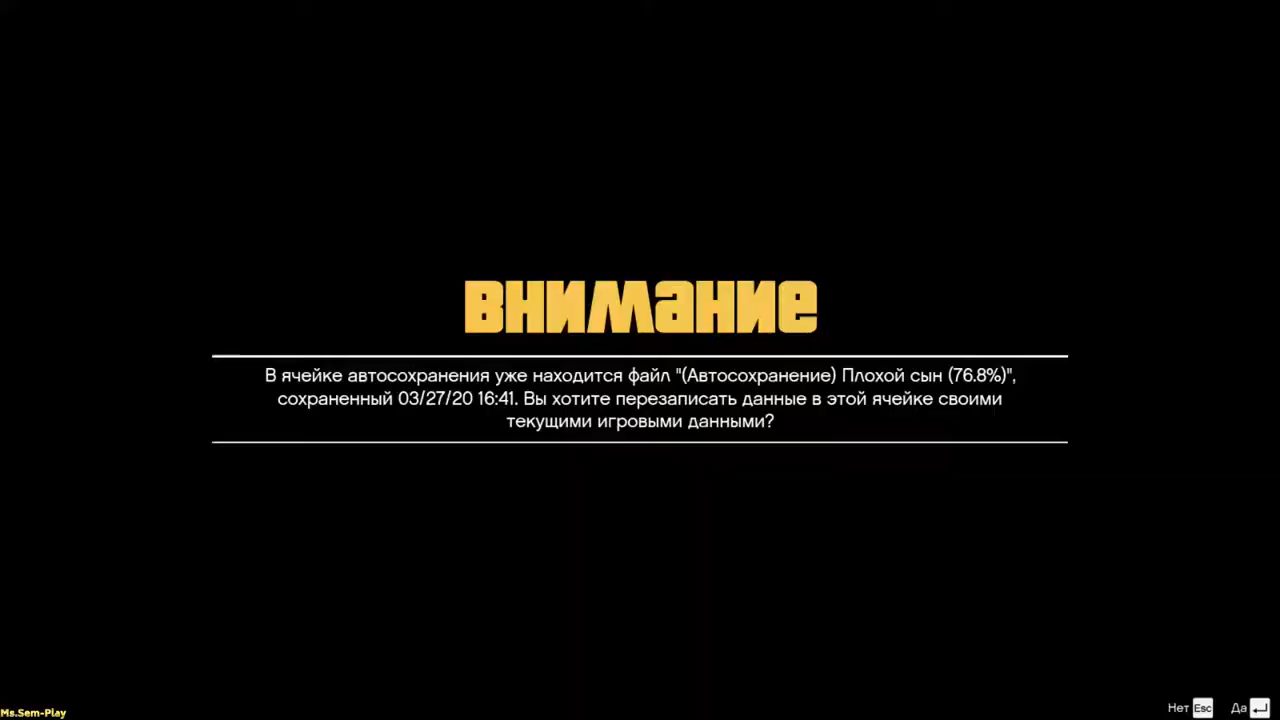 внимание
В ячейке автосохранения уже находится файл "(Автосохранение) Плохой сын (76.8%)",
сохраненный 03/27/20 16:41. Вы хотите перезаписать данные в этой ячейке своими
текущими игровыми данными?
Ms.Sem-Play
Нет Esc Да